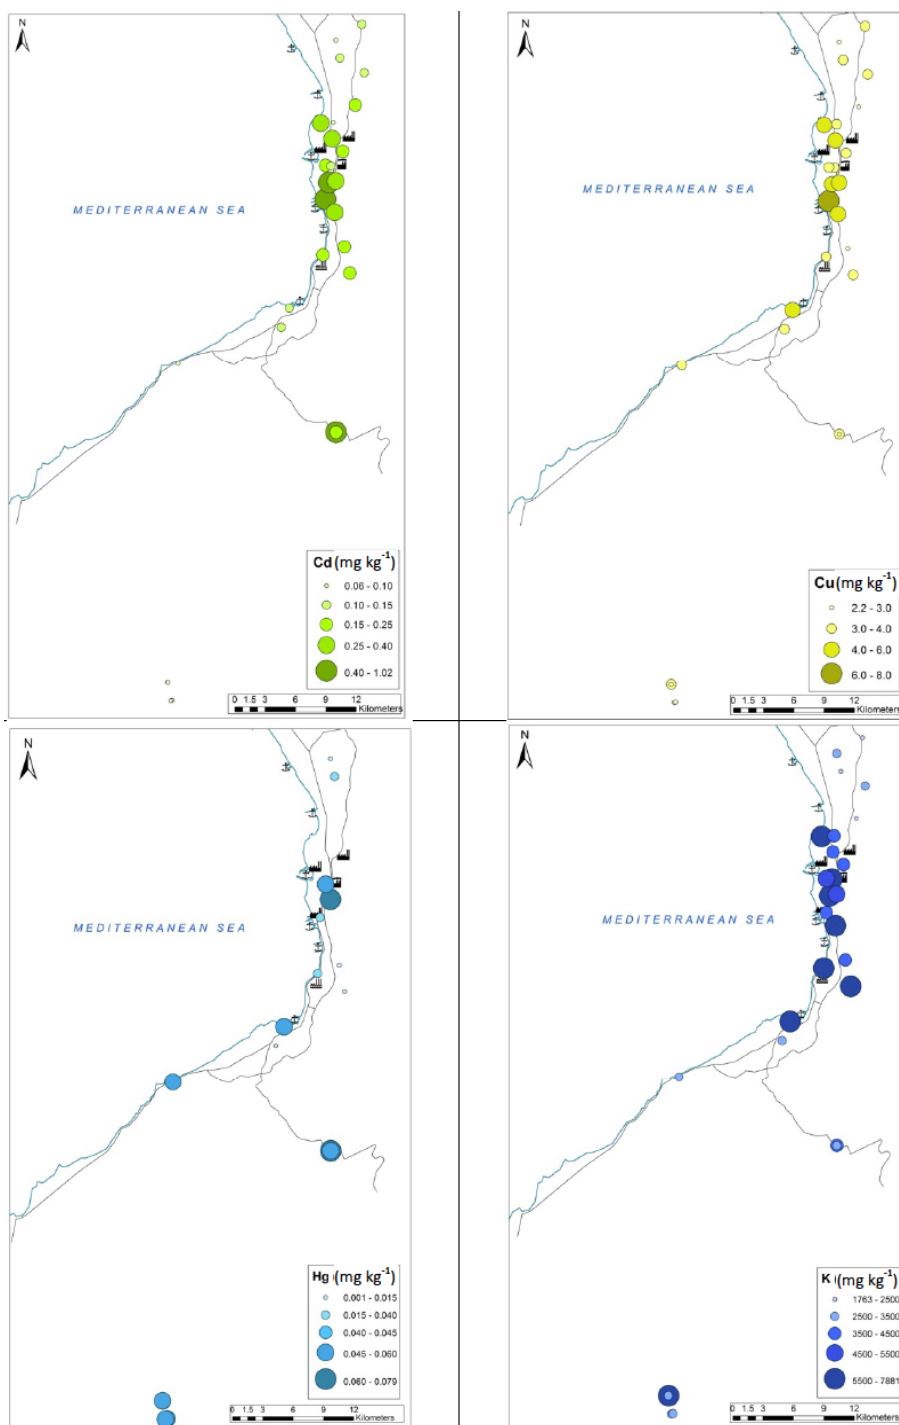 N
MEDITERRANEAN SEA
Cd (mg kg-1)
0.06 - 0.10
0.10 - 0.15
0.15 - 0.25
0.25 - 0.40
0.40 - 1.02
0 1.5 3 6 9 12
Kilometers
N
MEDITERRANEAN SEA
Cu (mg kg-1)
2.2 - 3.0
3.0 - 4.0
4.0 - 6.0
6.0 - 8.0
0 1.5 3 6 9 12
Kilometers
N
MEDITERRANEAN SEA
Hg (mg kg-1)
0.001 - 0.015
0.015 - 0.040
0.040 - 0.045
0.045 - 0.060
0.060 - 0.079
0 1.5 3 6 9 12
Kilometers
N
MEDITERRANEAN SEA
K (mg kg-1)
1763 - 2500
2500 - 3500
3500 - 4500
4500 - 5500
5500 - 7881
0 1.5 3 6 9 12
Kilometers